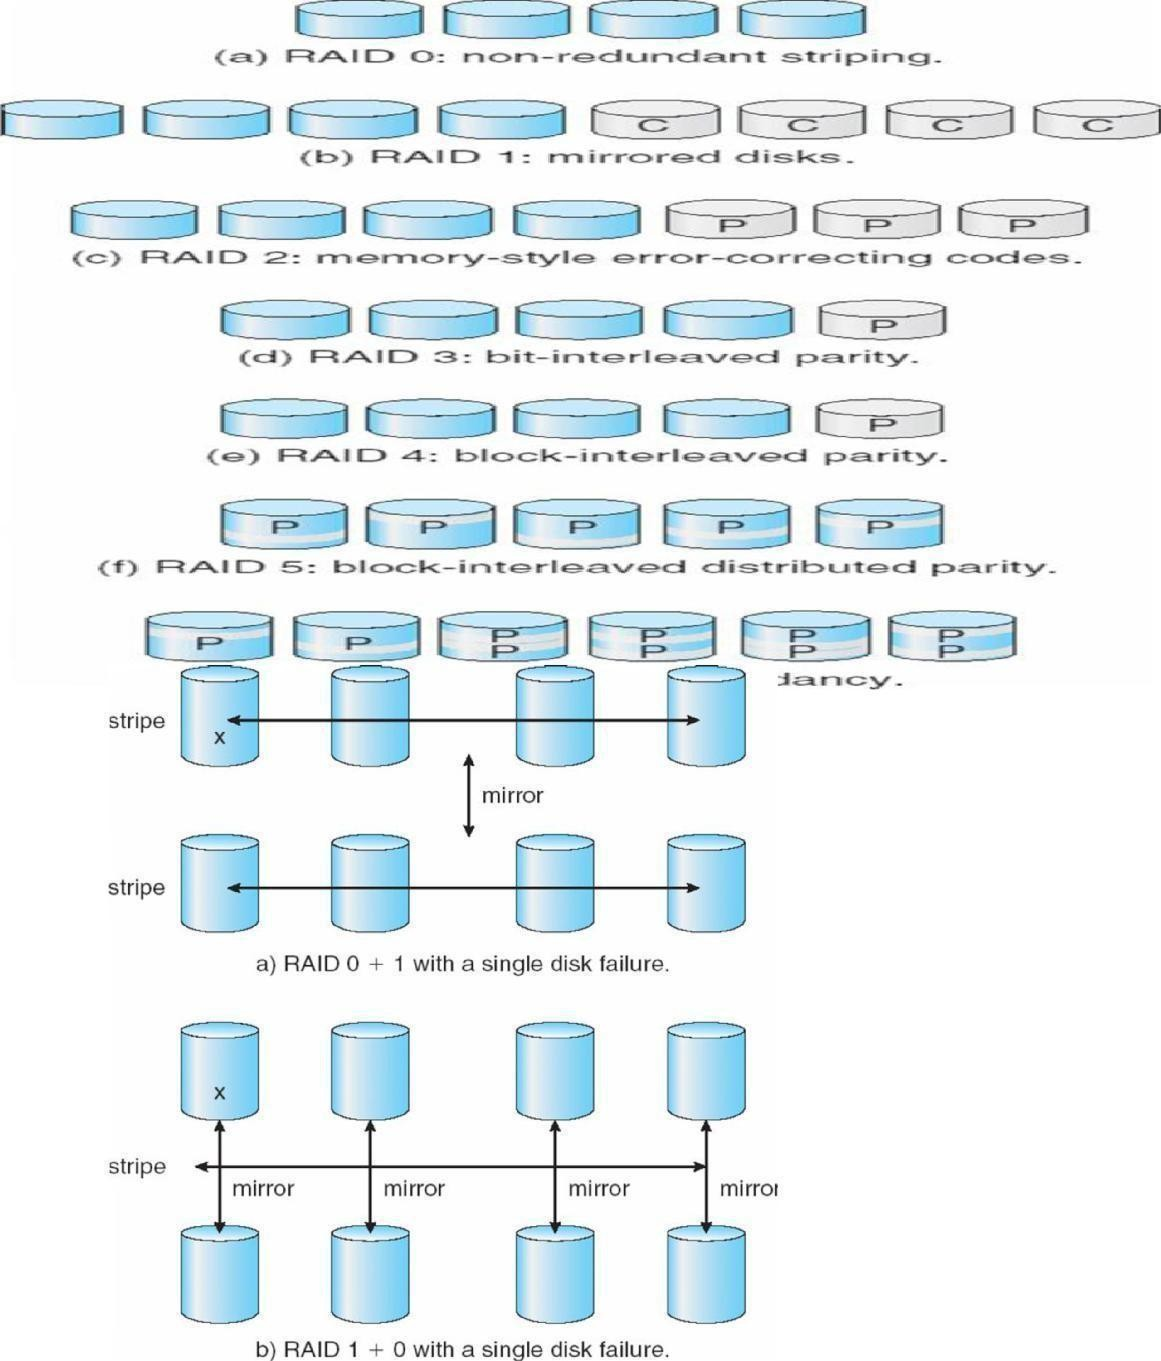 (a) RAID 0: non-redundant striping.
C C C C
(b) RAID 1: mirrored disks.
P P P
(c) RAID 2: memory-style error-correcting codes.
P
(d) RAID 3: bit-interleaved parity.
P
(e) RAID 4: block-interleaved parity.
P P P P P
(f) RAID 5: block-interleaved distributed parity.
P P P P P P
P P P P
stripe
x
mirror
stripe
a) RAID 0 + 1 with a single disk failure.
x
stripe
mirror mirror mirror mirror
b) RAID 1 + 0 with a single disk failure.